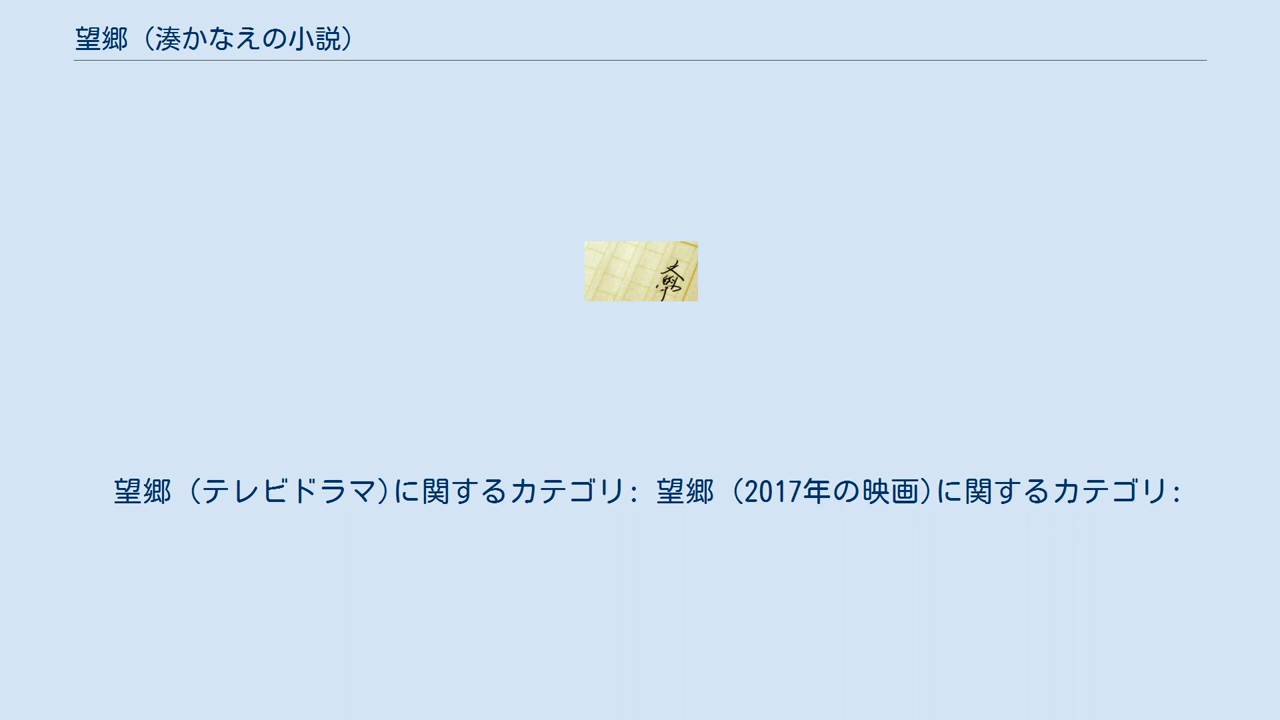 望郷 (湊かなえの小説)
望郷 (テレビドラマ)に関するカテゴリ: 望郷 (2017年の映画)に関するカテゴリ: